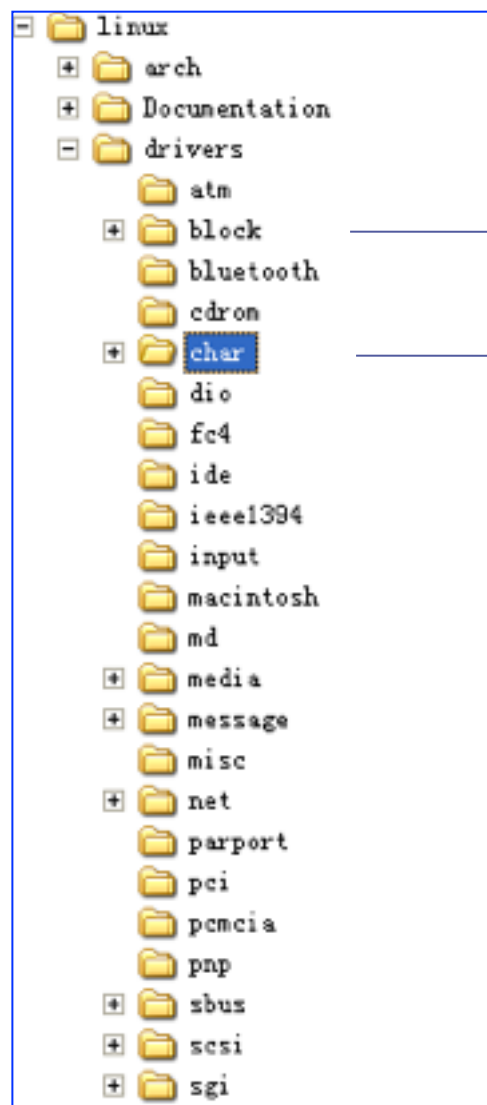 linux
arch
Documentation
drivers
atm
block
bluetooth
cdrom
char
dio
fc4
ide
ieee1394
input
macintosh
md
media
message
misc
net
parport
pci
pcmcia
pnp
sbus
scsi
sgi